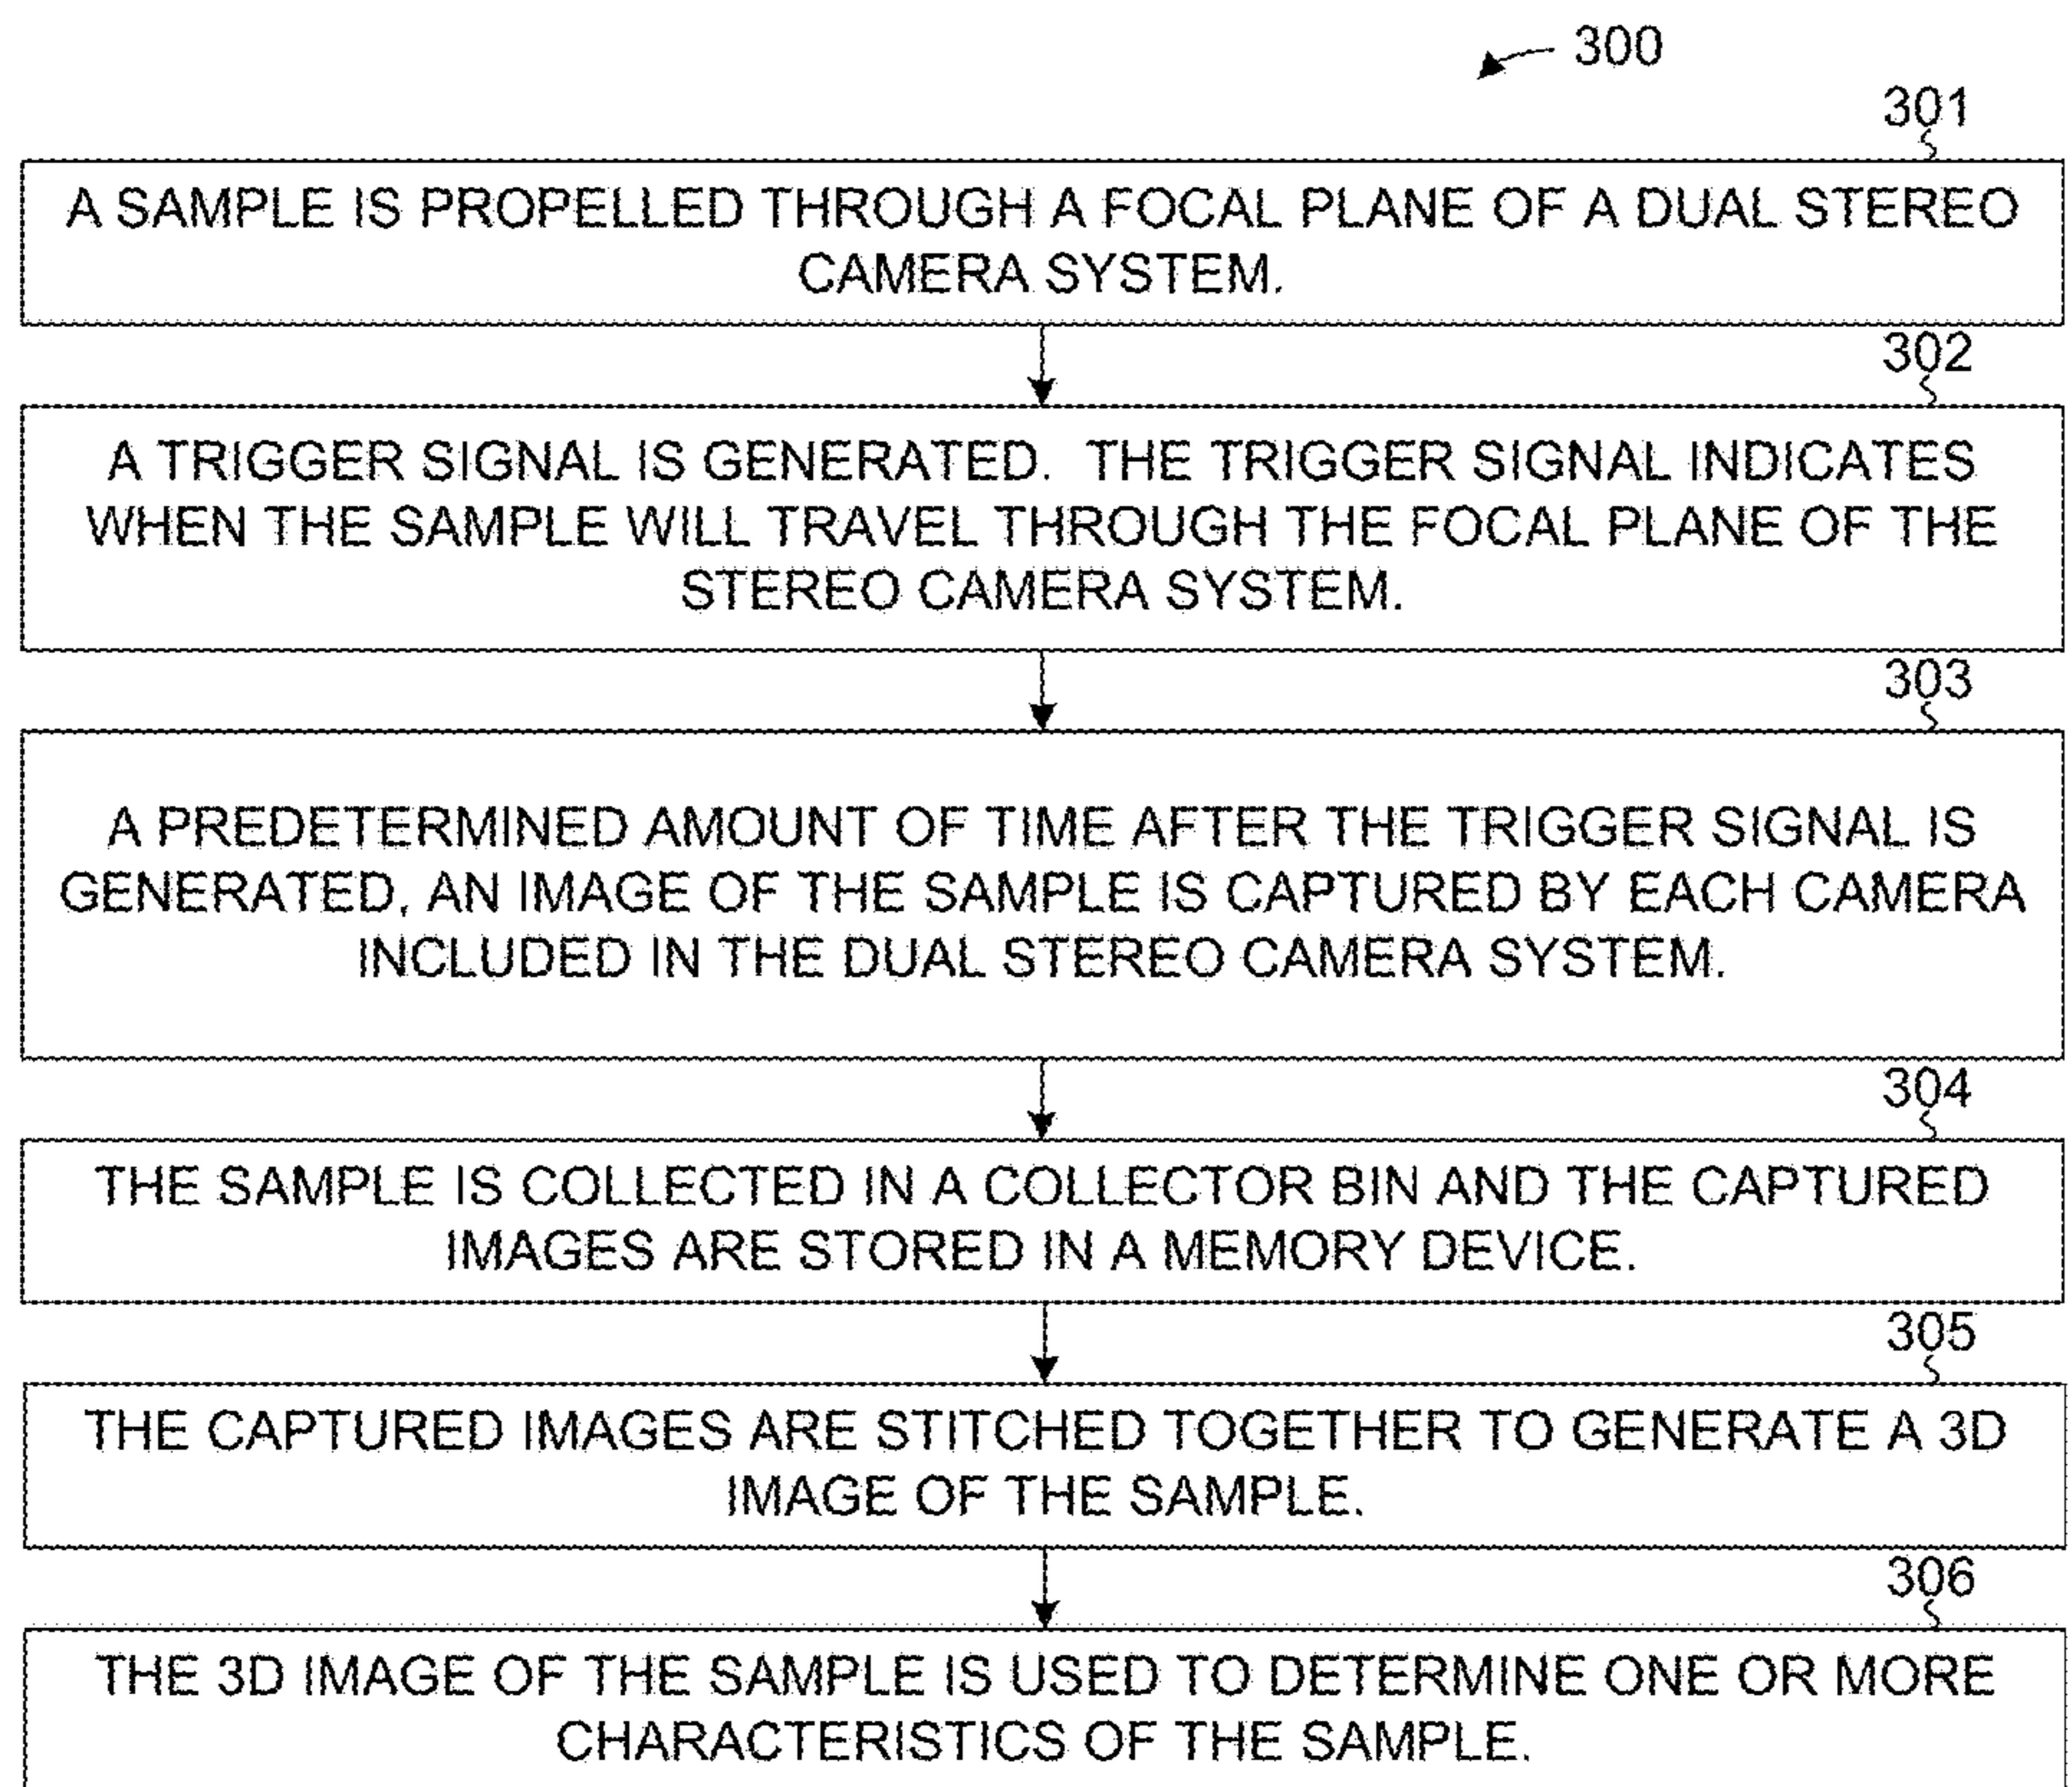 300
301
A SAMPLE IS PROPELLED THROUGH A FOCAL PLANE OF A DUAL STEREO
CAMERA SYSTEM.
302
A TRIGGER SIGNAL IS GENERATED. THE TRIGGER SIGNAL INDICATES
WHEN THE SAMPLE WILL TRAVEL THROUGH THE FOCAL PLANE OF THE
STEREO CAMERA SYSTEM.
303
A PREDETERMINED AMOUNT OF TIME AFTER THE TRIGGER SIGNAL IS
GENERATED, AN IMAGE OF THE SAMPLE IS CAPTURED BY EACH CAMERA
INCLUDED IN THE DUAL STEREO CAMERA SYSTEM.
304
THE SAMPLE IS COLLECTED IN A COLLECTOR BIN AND THE CAPTURED
IMAGES ARE STORED IN A MEMORY DEVICE.
305
THE CAPTURED IMAGES ARE STITCHED TOGETHER TO GENERATE A 3D
IMAGE OF THE SAMPLE.
306
THE 3D IMAGE OF THE SAMPLE IS USED TO DETERMINE ONE OR MORE
CHARACTERISTICS OF THE SAMPLE.